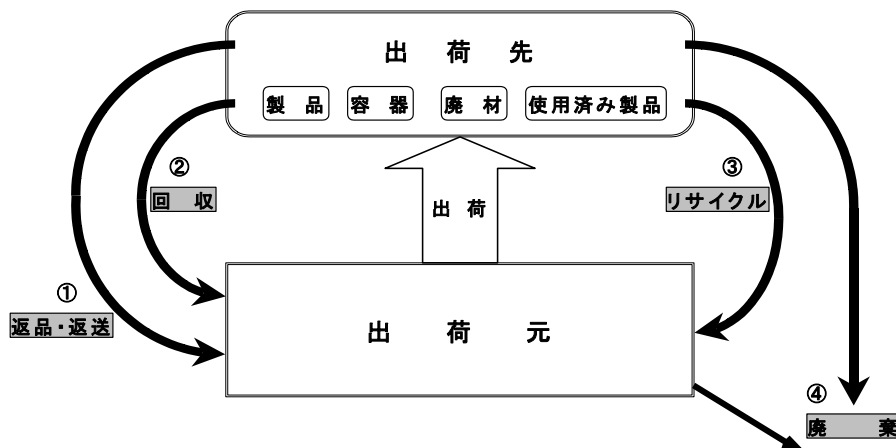 出荷先
製品 容器 廃材 使用済み製品
②
回収
③
リサイクル
出荷
①
返品・返送
出荷元
④
廃棄